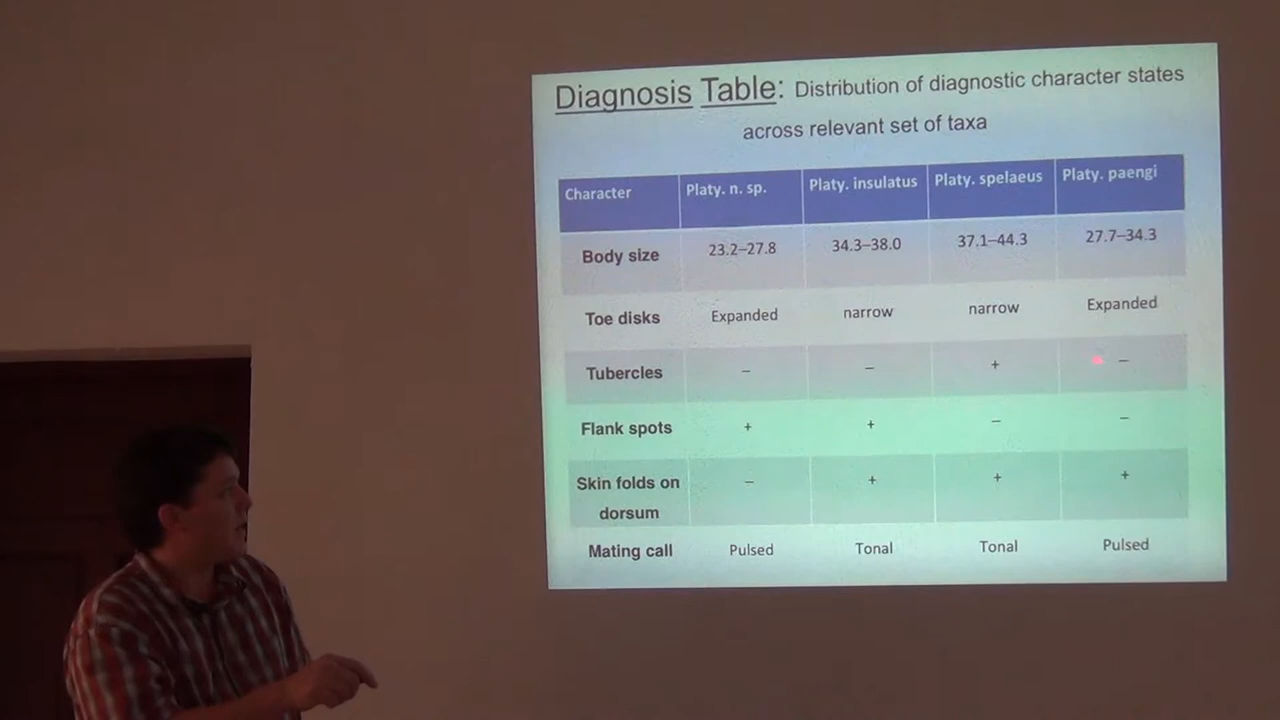 Diagnosis Table: Distribution of diagnostic character states
across relevant set of taxa
Character Platy. n. sp. Platy. insulatus Platy. spelaeus Platy. paengi
Body size 23.2–27.8 34.3–38.0 37.1–44.3 27.7–34.3
Toe disks Expanded narrow narrow Expanded
Tubercles – – + –
Flank spots + + – –
Skin folds on
dorsum – + + +
Mating call Pulsed Tonal Tonal Pulsed